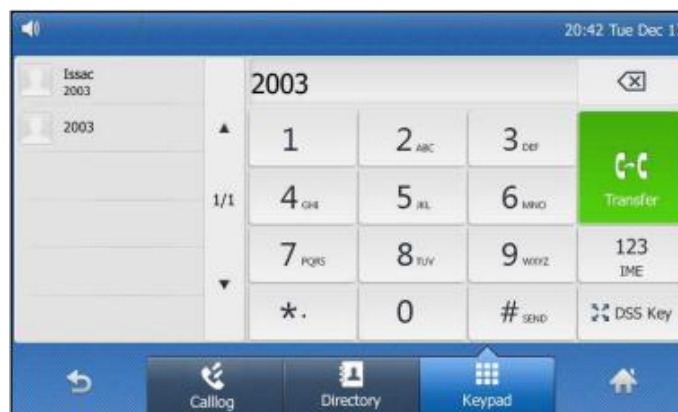 20:42 Tue Dec 1
Issac
2003
2003
2003
1/1
1
2 ABC
3 DEF
4 GHI
5 JKL
6 MNO
7 PQRS
8 TUV
9 WXYZ
*.
0
# SEND
Transfer
123
IME
DSS Key
Calllog
Directory
Keypad